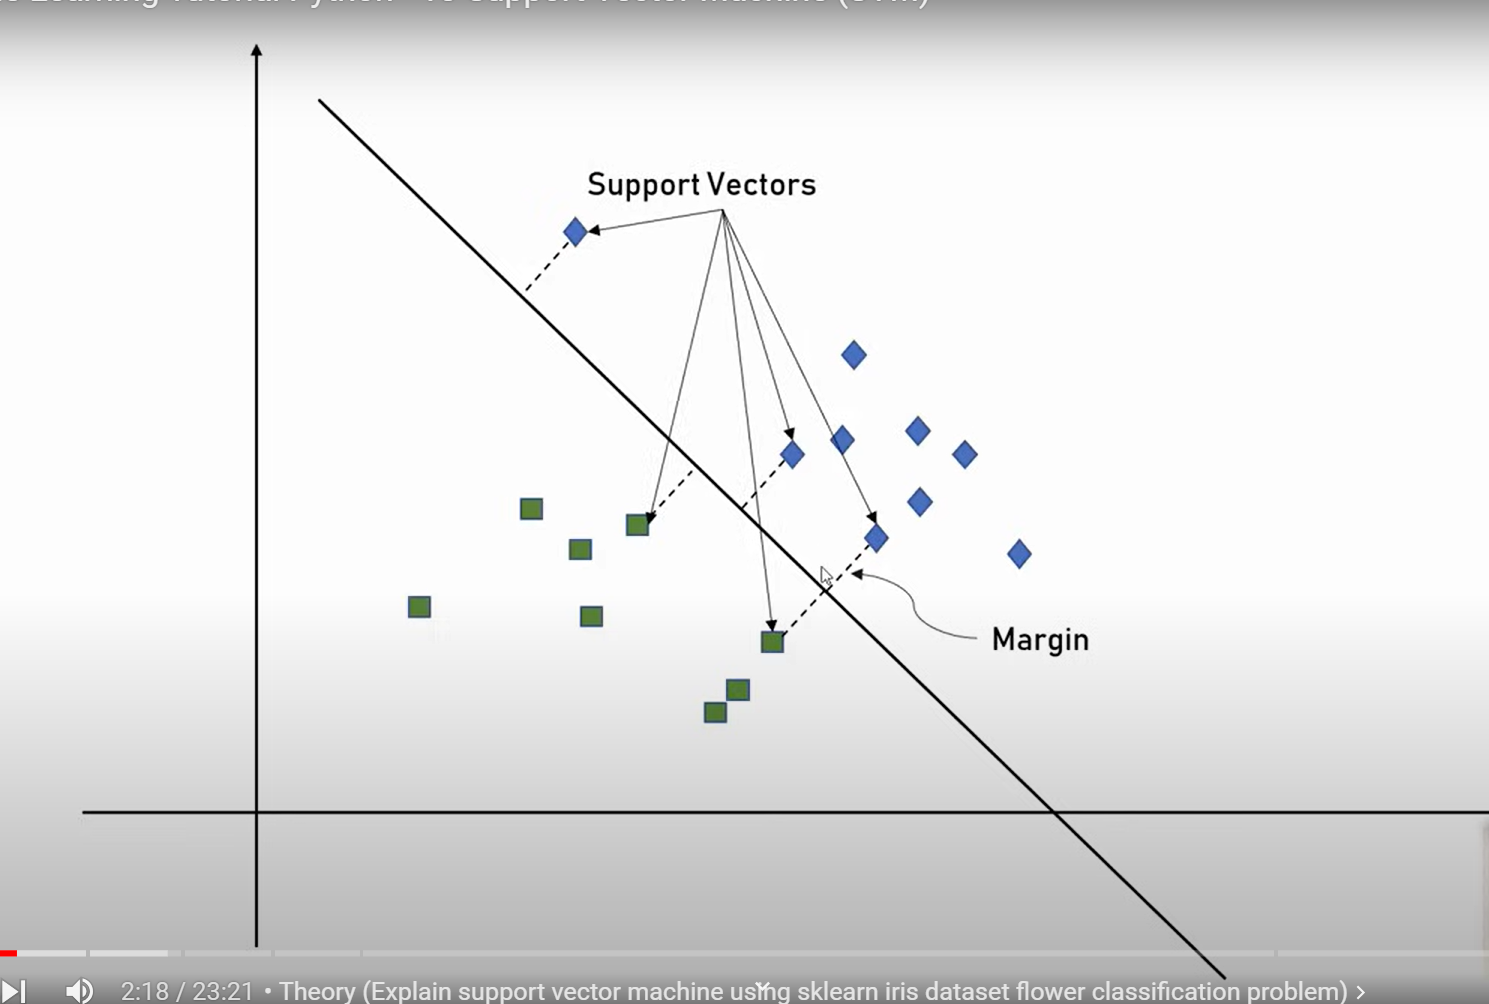 Support Vectors
Margin
2:18 / 23:21 • Theory (Explain support vector machine using sklearn iris dataset flower classification problem) >